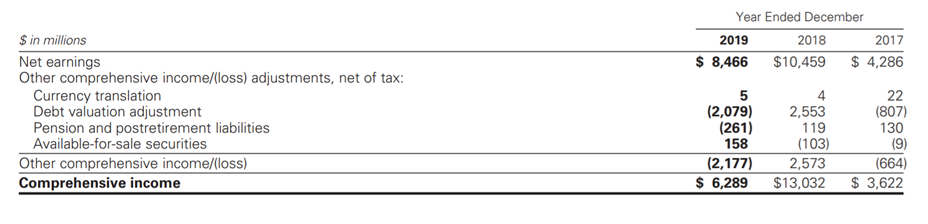 Year Ended December
$ in millions 2019 2018 2017
Net earnings $ 8,466 $10,459 $ 4,286
Other comprehensive income/(loss) adjustments, net of tax:
Currency translation 5 4 22
Debt valuation adjustment (2,079) 2,553 (807)
Pension and postretirement liabilities (261) 119 130
Available-for-sale securities 158 (103) (9)
Other comprehensive income/(loss) (2,177) 2,573 (664)
Comprehensive income $ 6,289 $13,032 $ 3,622